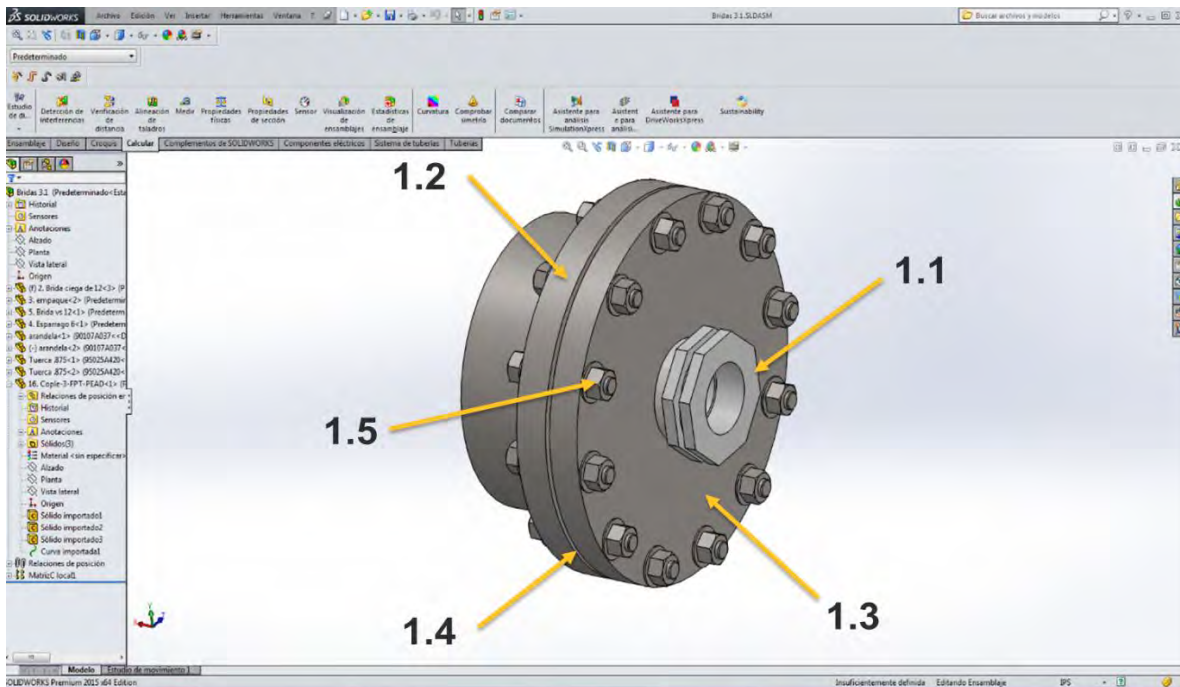 SOLIDWORKS Archivo Edición Ver Insertar Herramientas Ventana ? Bridas 3.1.SLDASM Buscar archivos y modelos
Predeterminado
Estudio de di... Detección de interferencias Verificación de distancia Alineación de taladros Medir Propiedades físicas Propiedades de sección Sensor Visualización de ensamblajes Estadísticas de ensamblaje Curvatura Comprobar simetría Comparar documentos Asistente para análisis SimulationXpress Asistent e para análisi... Asistente para DriveWorksXpress Sustainability
Ensamblaje Diseño Croquis Calcular Complementos de SOLIDWORKS Componentes eléctricos Sistema de tuberías Tuberías
Bridas 3.1 (Predeterminado<Esta
Historial
Sensores
Anotaciones
Alzado
Planta
Vista lateral
Origen
(f) 2. Brida ciega de 12<3> (P
3. empaque<2> (Predetermin
5. Brida vs 12<1> (Predeterm
4. Esparrago 6<1> (Predeterm
arandela<1> (90107A037<<D
(-) arandela<2> (90107A037<
Tuerca .875<1> (95025A420<
Tuerca .875<2> (95025A420<
16. Cople-3-FPT-PEAD<1> (P
Relaciones de posición en
Historial
Sensores
Anotaciones
Sólidos(3)
Material <sin especificar>
Alzado
Planta
Vista lateral
Origen
Sólido importado1
Sólido importado2
Sólido importado3
Curva importada1
Relaciones de posición
MatrizC local1
1.2
1.1
1.5
1.3
1.4
Modelo Estudio de movimiento 1
SOLIDWORKS Premium 2015 x64 Edition Insuficientemente definida Editando Ensamblaje IPS